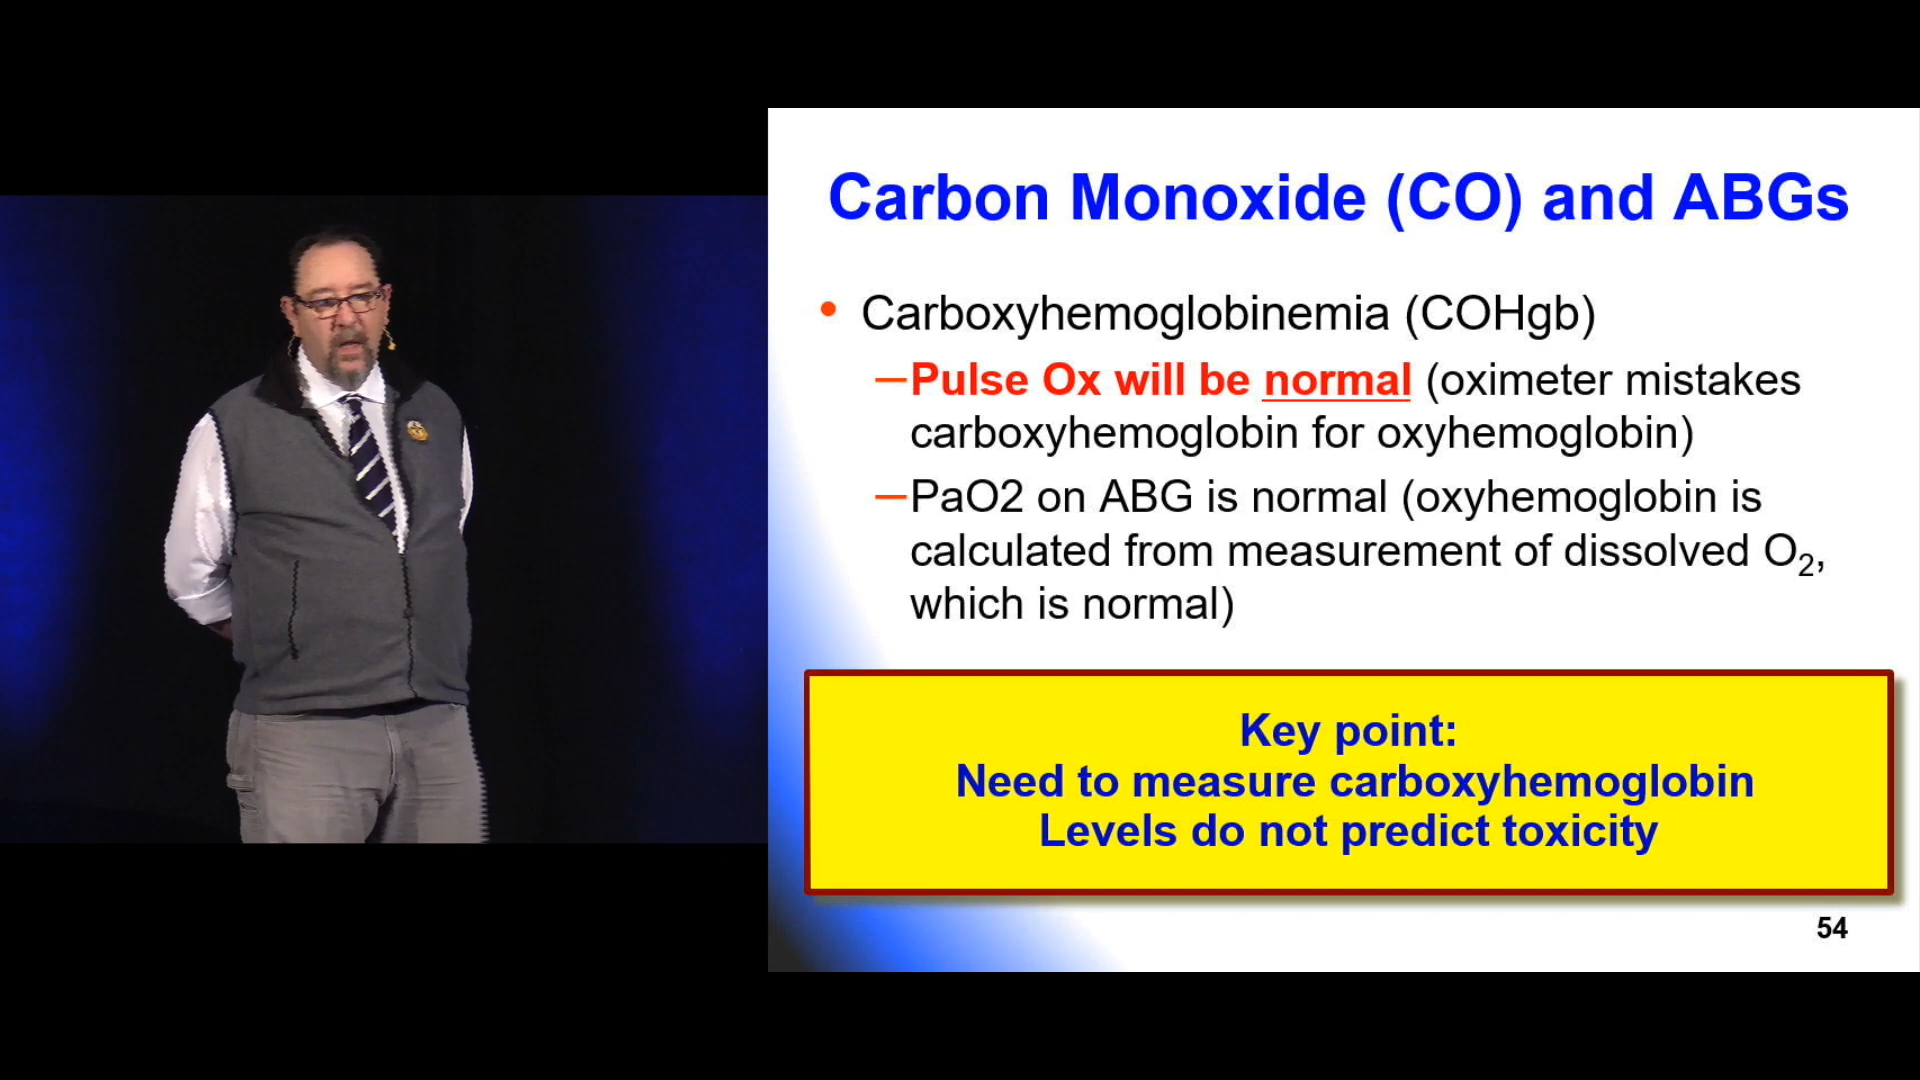 Carbon Monoxide (CO) and ABGs
• Carboxyhemoglobinemia (COHgb)
–Pulse Ox will be normal (oximeter mistakes
carboxyhemoglobin for oxyhemoglobin)
–PaO2 on ABG is normal (oxyhemoglobin is
calculated from measurement of dissolved O₂,
which is normal)
Key point:
Need to measure carboxyhemoglobin
Levels do not predict toxicity
54